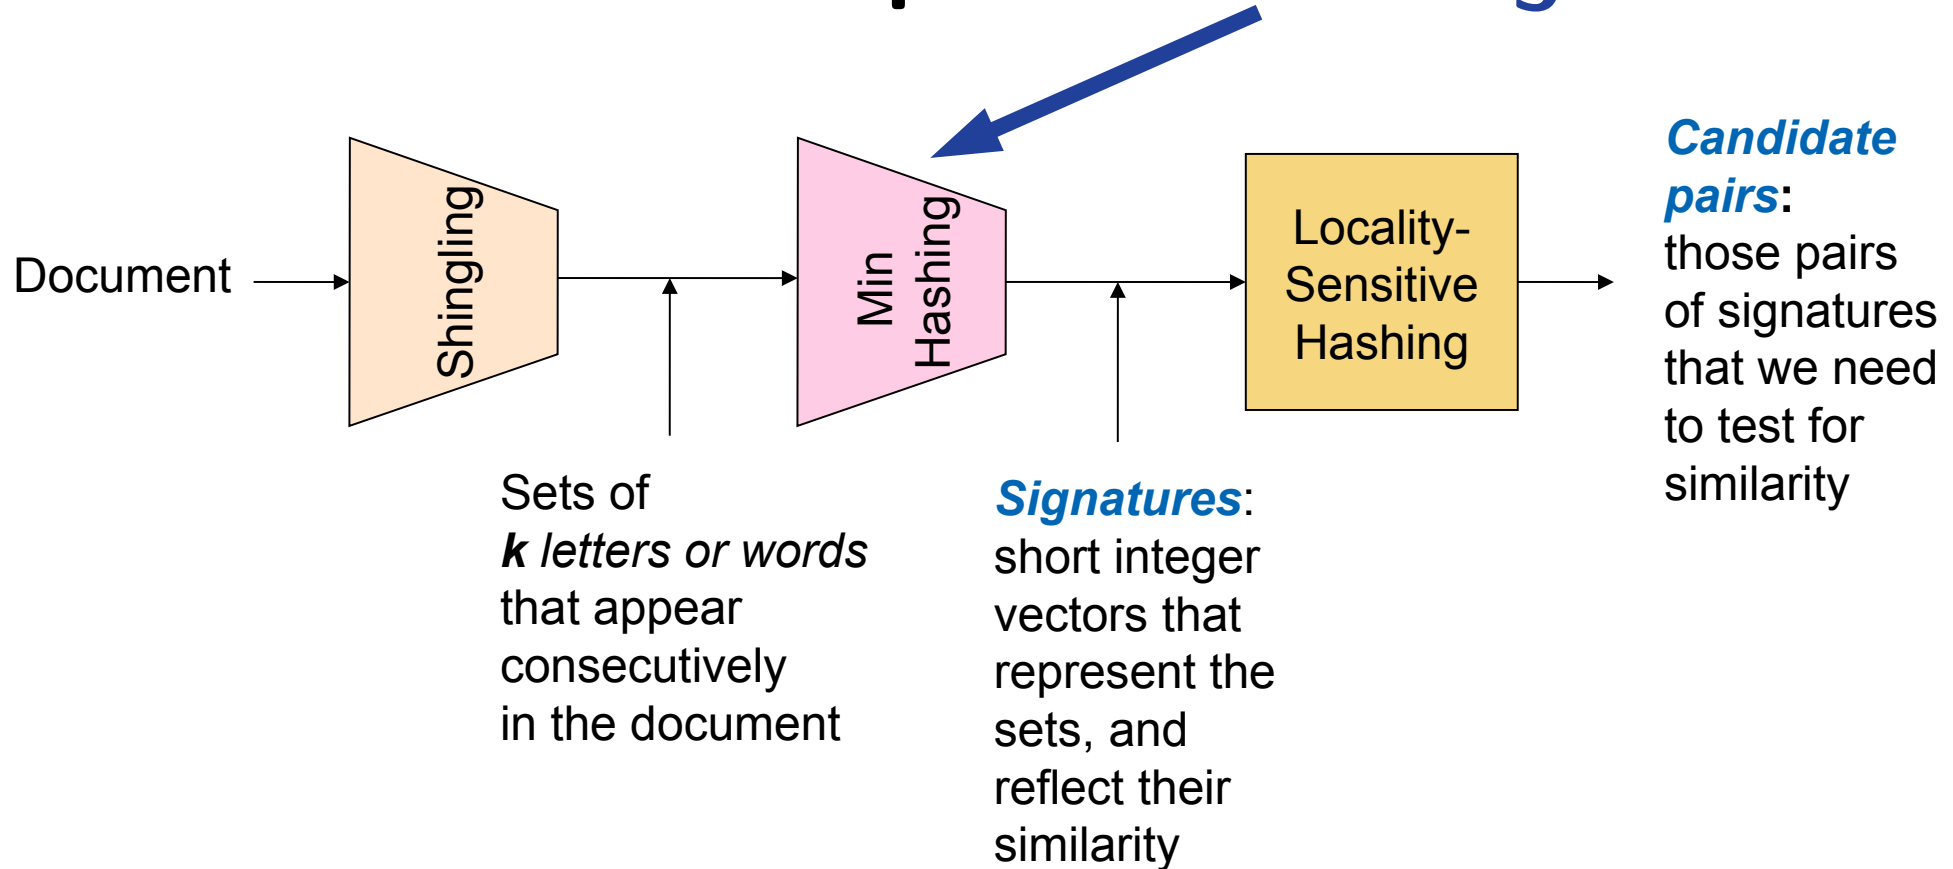 Document
Shingling
Min
Hashing
Locality-
Sensitive
Hashing
Candidate
pairs:
those pairs
of signatures
that we need
to test for
similarity
Sets of
k letters or words
that appear
consecutively
in the document
Signatures:
short integer
vectors that
represent the
sets, and
reflect their
similarity